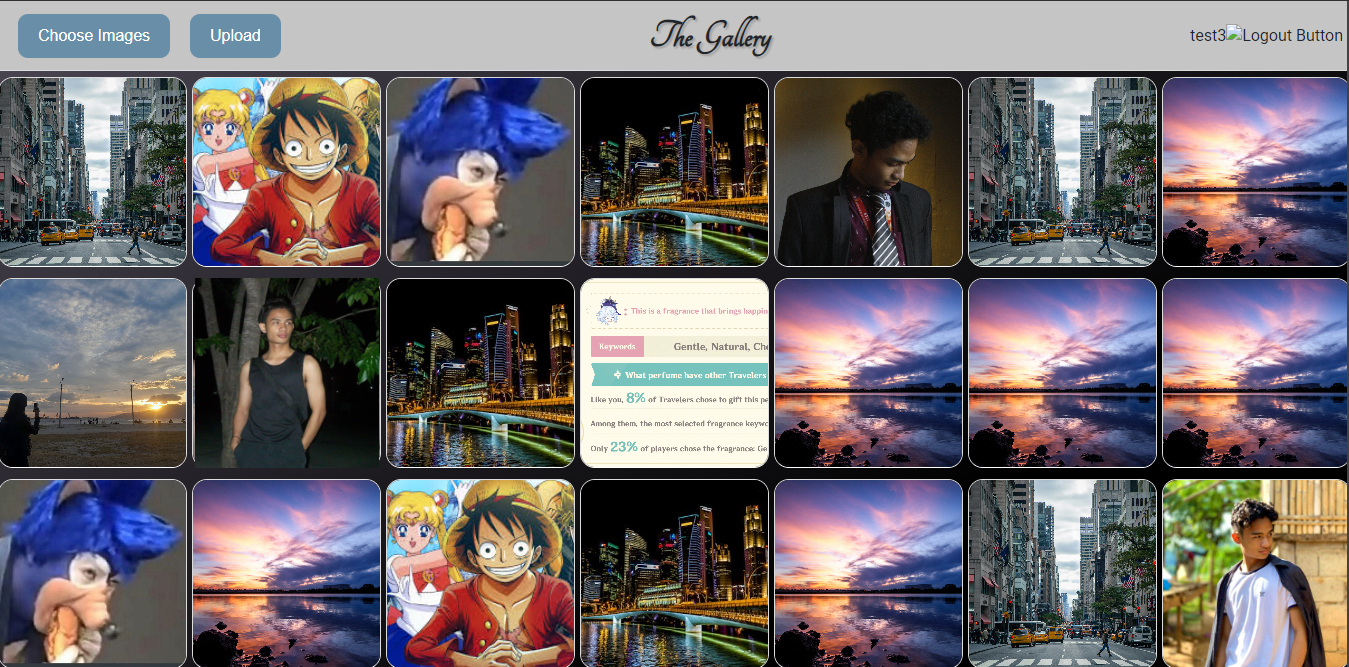 Choose Images
Upload
The Gallery
test3
Logout Button
: This is a fragrance that brings happin
Keywords
Gentle, Natural, Che
What perfume have other Travelers
Like you, 8% of Travelers chose to gift this pe
Among them, the most selected fragrance keywo
Only 23% of players chose the fragrance: Ge